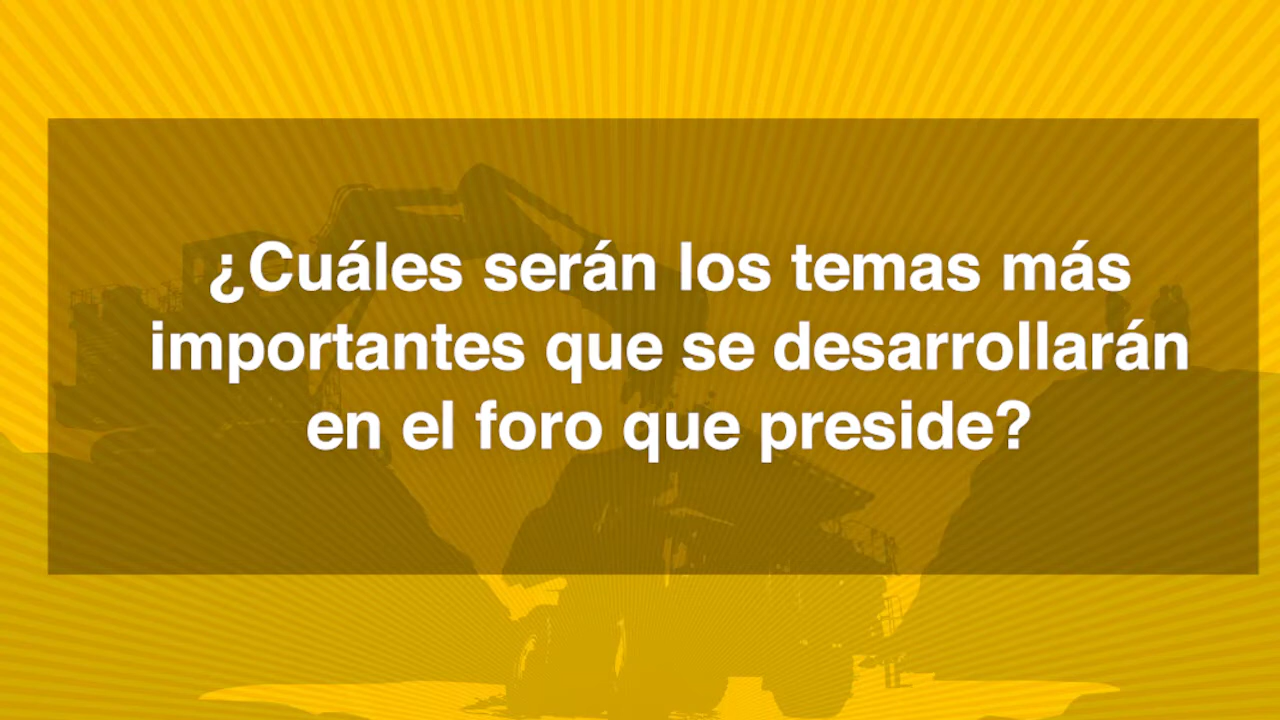 ¿Cuáles serán los temas más
importantes que se desarrollarán
en el foro que preside?